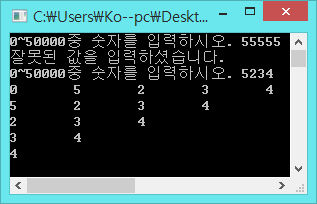 C:\Users\Ko--pc\Deskt...
0~50000중 숫자를 입력하시오. 55555
잘못된 값을 입력하셨습니다.
0~50000중 숫자를 입력하시오. 5234
0 5 2 3 4
5 2 3 4
2 3 4
3 4
4